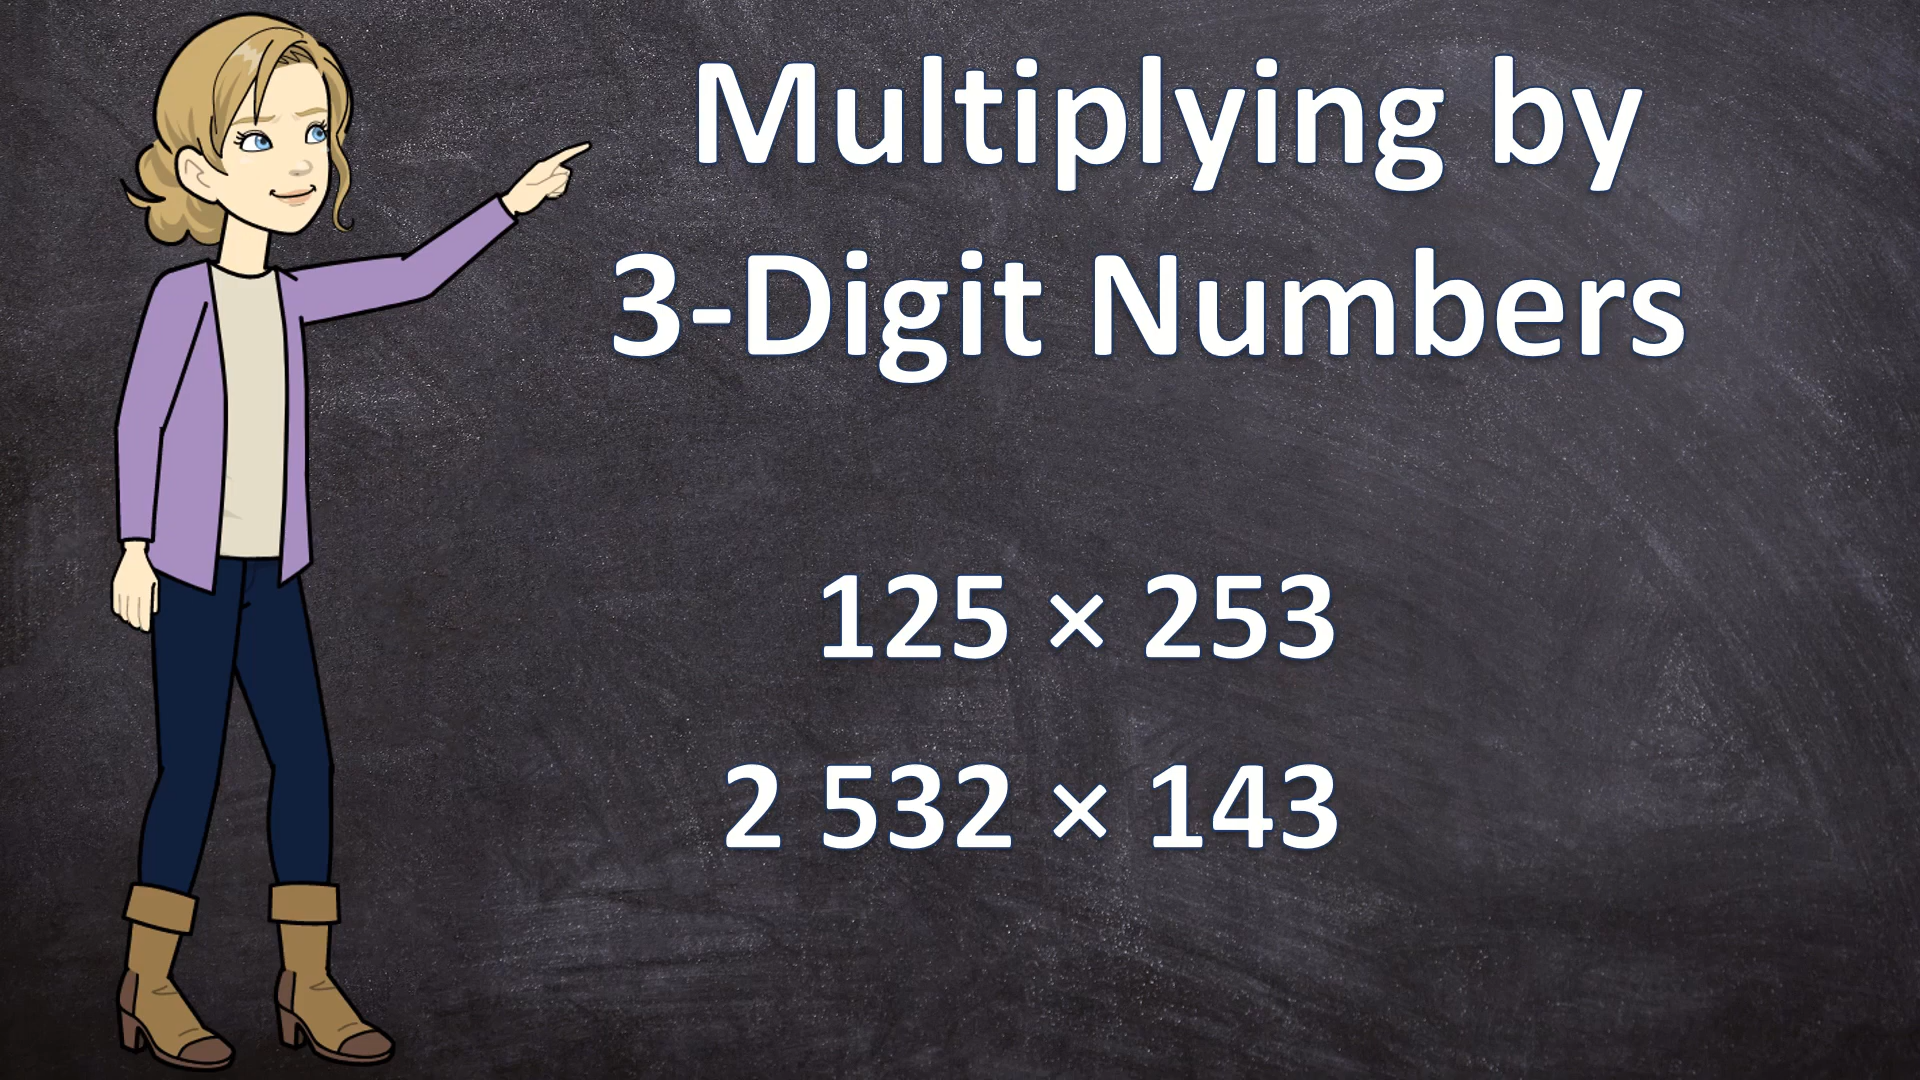 Multiplying by
3-Digit Numbers
125 × 253
2 532 × 143